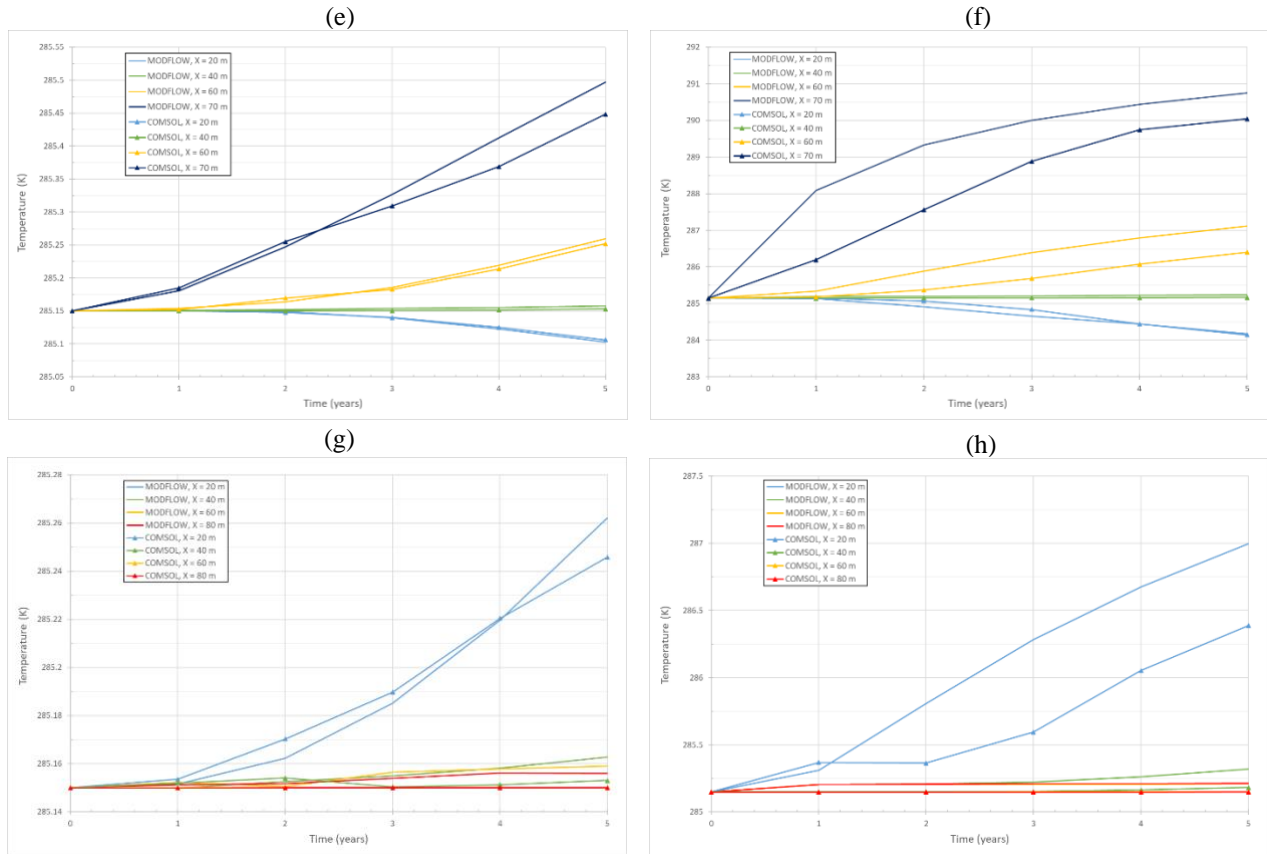 (e)
285.55
285.5
285.45
285.4
285.35
285.3
285.25
285.2
285.15
285.1
285.05
Temperature (K)
MODFLOW, X = 20 m
MODFLOW, X = 40 m
MODFLOW, X = 60 m
MODFLOW, X = 70 m
COMSOL, X = 20 m
COMSOL, X = 40 m
COMSOL, X = 60 m
COMSOL, X = 70 m
0 1 2 3 4 5
Time (years)
(f)
292
291
290
289
288
287
286
285
284
283
Temperature (K)
MODFLOW, X = 20 m
MODFLOW, X = 40 m
MODFLOW, X = 60 m
MODFLOW, X = 70 m
COMSOL, X = 20 m
COMSOL, X = 40 m
COMSOL, X = 60 m
COMSOL, X = 70 m
0 1 2 3 4 5
Time (years)
(g)
285.28
285.26
285.24
285.22
285.2
285.18
285.16
285.14
Temperature (K)
MODFLOW, X = 20 m
MODFLOW, X = 40 m
MODFLOW, X = 60 m
MODFLOW, X = 80 m
COMSOL, X = 20 m
COMSOL, X = 40 m
COMSOL, X = 60 m
COMSOL, X = 80 m
0 1 2 3 4 5
Time (years)
(h)
287.5
287
286.5
286
285.5
285
Temperature (K)
MODFLOW, X = 20 m
MODFLOW, X = 40 m
MODFLOW, X = 60 m
MODFLOW, X = 80 m
COMSOL, X = 20 m
COMSOL, X = 40 m
COMSOL, X = 60 m
COMSOL, X = 80 m
0 1 2 3 4 5
Time (years)